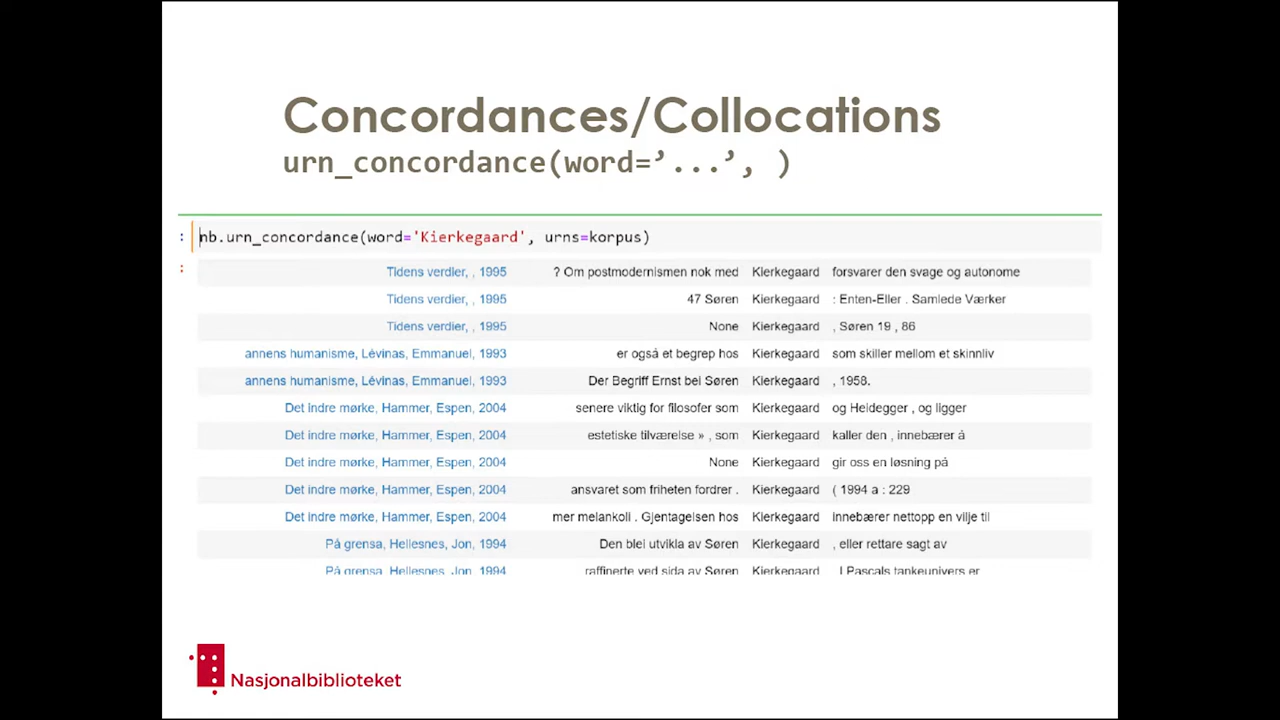 Concordances/Collocations
urn_concordance(word=’...’, )
: nb.urn_concordance(word='Kierkegaard', urns=korpus)
:
Tidens verdier, , 1995 ? Om postmodernismen nok med Kierkegaard forsvarer den svage og autonome
Tidens verdier, , 1995 47 Søren Kierkegaard : Enten-Eller . Samlede Værker
Tidens verdier, , 1995 None Kierkegaard , Søren 19 , 86
annens humanisme, Lévinas, Emmanuel, 1993 er også et begrep hos Kierkegaard som skiller mellom et skinnliv
annens humanisme, Lévinas, Emmanuel, 1993 Der Begriff Ernst bei Søren Kierkegaard , 1958.
Det indre mørke, Hammer, Espen, 2004 senere viktig for filosofer som Kierkegaard og Heidegger , og ligger
Det indre mørke, Hammer, Espen, 2004 estetiske tilværelse » , som Kierkegaard kaller den , innebærer å
Det indre mørke, Hammer, Espen, 2004 None Kierkegaard gir oss en løsning på
Det indre mørke, Hammer, Espen, 2004 ansvaret som friheten fordrer . Kierkegaard ( 1994 a : 229
Det indre mørke, Hammer, Espen, 2004 mer melankoli . Gjentagelsen hos Kierkegaard innebærer nettopp en vilje til
På grensa, Hellesnes, Jon, 1994 Den blei utvikla av Søren Kierkegaard , eller rettare sagt av
På grensa, Hellesnes, Jon, 1994 raffinerte ved sida av Søren Kierkegaard . I Pascals tankeunivers er
Nasjonalbiblioteket